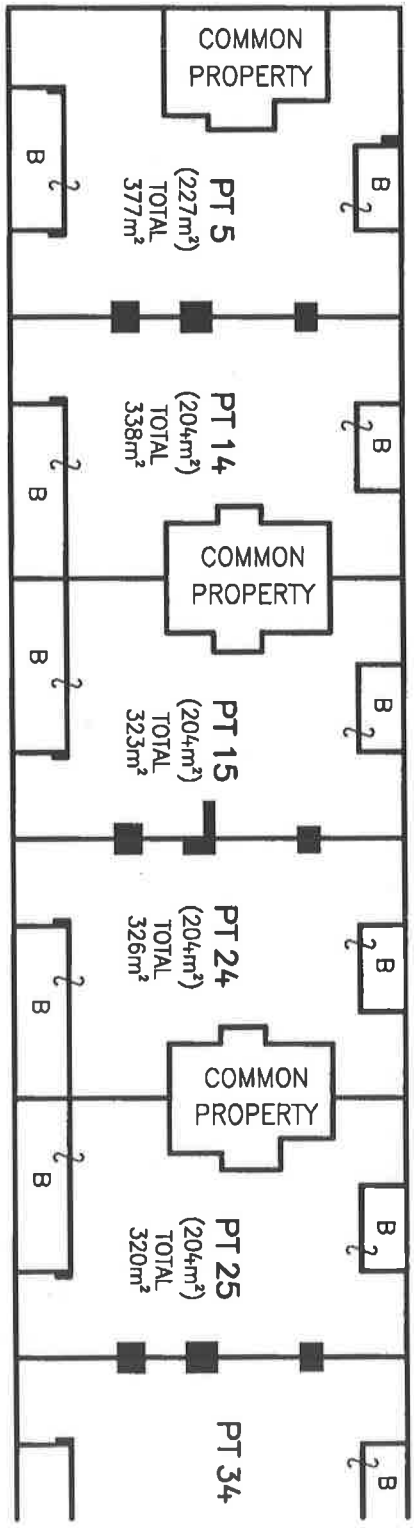 COMMON
PROPERTY
B
B
PT 5
(227m²)
TOTAL
377m²
B
B
PT 14
(204m²)
TOTAL
338m²
COMMON
PROPERTY
B
B
PT 15
(204m²)
TOTAL
323m²
B
B
PT 24
(204m²)
TOTAL
326m²
COMMON
PROPERTY
B
B
PT 25
(204m²)
TOTAL
320m²
PT 34
B